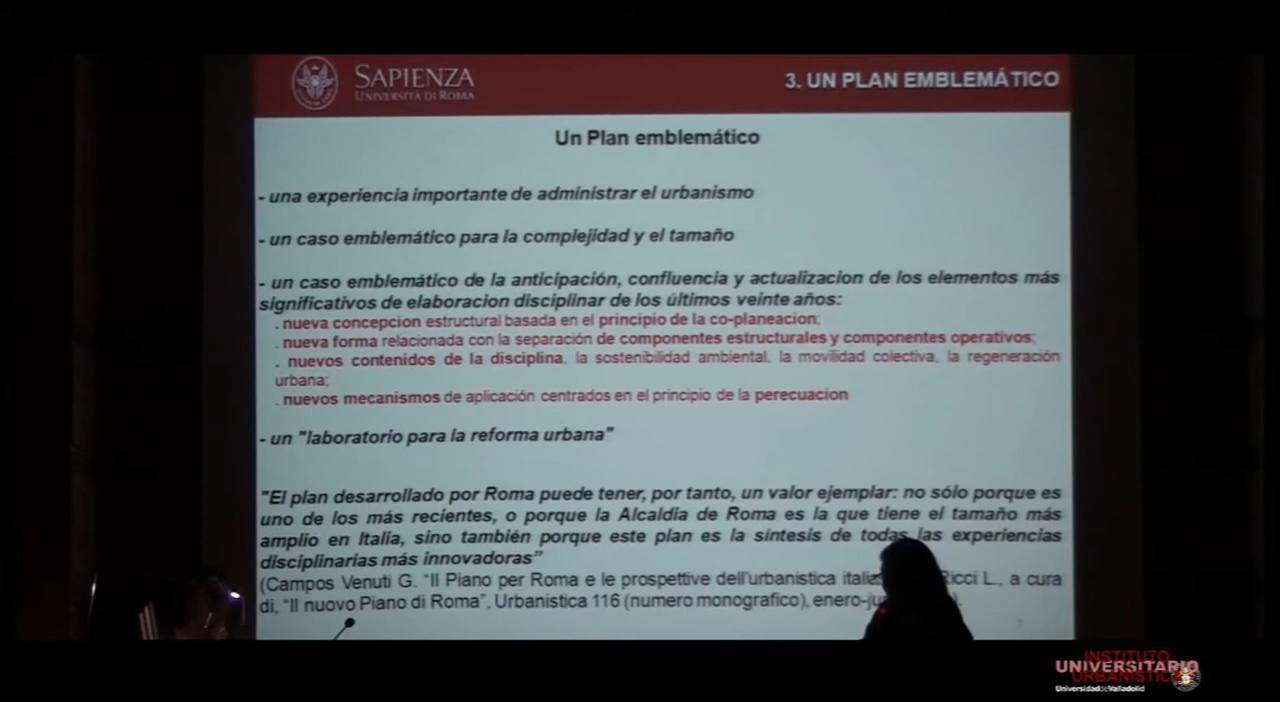 SAPIENZA
UNIVERSITÀ DI ROMA
3. UN PLAN EMBLEMÁTICO
Un Plan emblemático
- una experiencia importante de administrar el urbanismo
- un caso emblemático para la complejidad y el tamaño
- un caso emblemático de la anticipación, confluencia y actualizacion de los elementos más
significativos de elaboracion disciplinar de los últimos veinte años:
. nueva concepcion estructural basada en el principio de la co-planeacion;
. nueva forma relacionada con la separación de componentes estructurales y componentes operativos;
. nuevos contenidos de la disciplina, la sostenibilidad ambiental, la movilidad colectiva, la regeneración
urbana;
. nuevos mecanismos de aplicación centrados en el principio de la perecuacion
- un "laboratorio para la reforma urbana"
"El plan desarrollado por Roma puede tener, por tanto, un valor ejemplar: no sólo porque es
uno de los más recientes, o porque la Alcaldía de Roma es la que tiene el tamaño más
amplio en Italia, sino también porque este plan es la síntesis de todas las experiencias
disciplinarias más innovadoras"
(Campos Venuti G. "Il Piano per Roma e le prospettive dell'urbanistica Ricci L., a cura
di, "Il nuovo Piano di Roma", Urbanistica 116 (numero monografico),
7
INSTITUTO
UNIVERSITARIO
URBANÍSTICA
Universidad de Valladolid